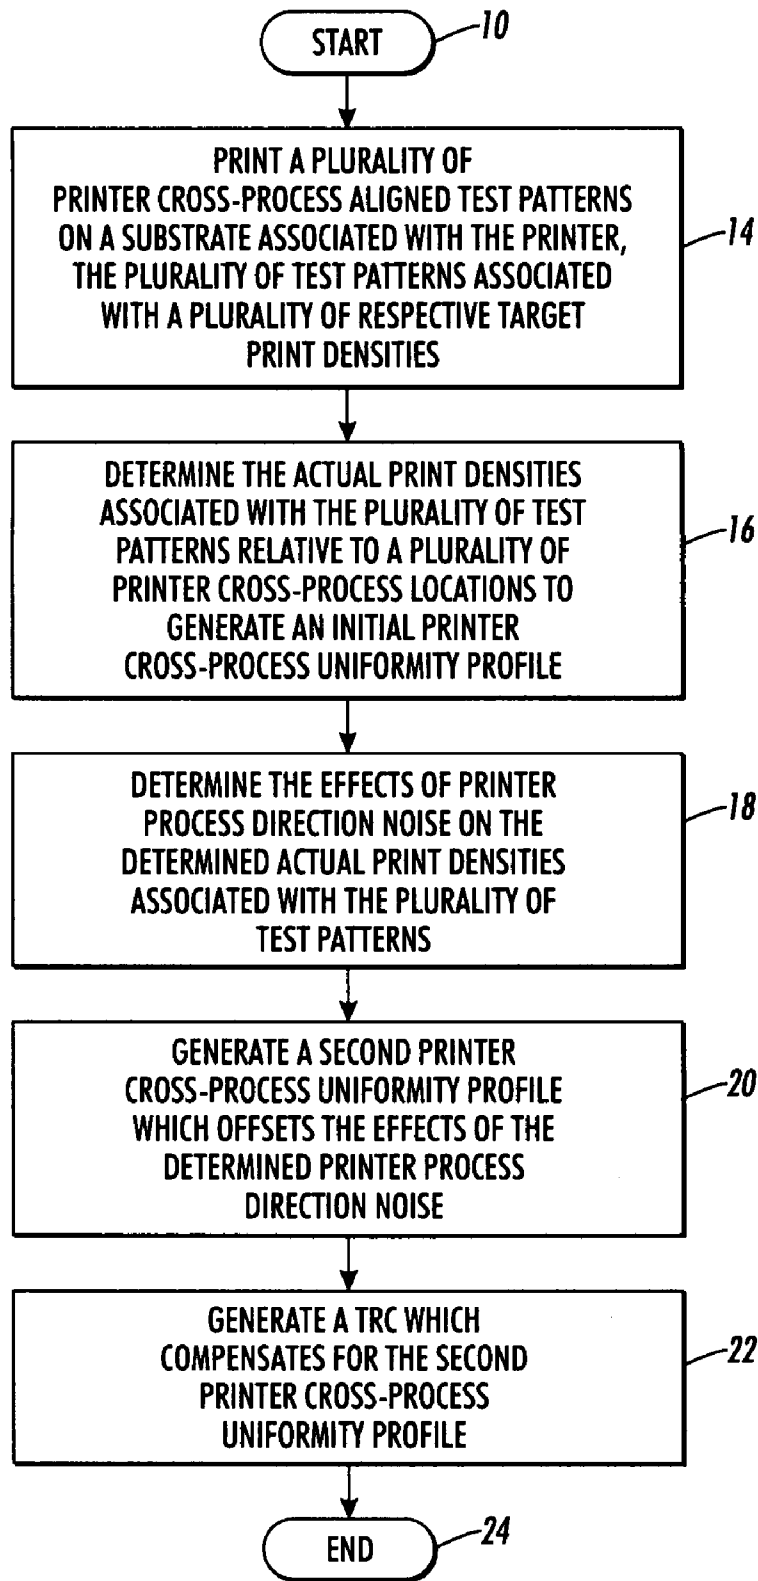 START
10
PRINT A PLURALITY OF
PRINTER CROSS-PROCESS ALIGNED TEST PATTERNS
ON A SUBSTRATE ASSOCIATED WITH THE PRINTER,
THE PLURALITY OF TEST PATTERNS ASSOCIATED
WITH A PLURALITY OF RESPECTIVE TARGET
PRINT DENSITIES
14
DETERMINE THE ACTUAL PRINT DENSITIES
ASSOCIATED WITH THE PLURALITY OF TEST
PATTERNS RELATIVE TO A PLURALITY OF
PRINTER CROSS-PROCESS LOCATIONS TO
GENERATE AN INITIAL PRINTER
CROSS-PROCESS UNIFORMITY PROFILE
16
DETERMINE THE EFFECTS OF PRINTER
PROCESS DIRECTION NOISE ON THE
DETERMINED ACTUAL PRINT DENSITIES
ASSOCIATED WITH THE PLURALITY OF
TEST PATTERNS
18
GENERATE A SECOND PRINTER
CROSS-PROCESS UNIFORMITY PROFILE
WHICH OFFSETS THE EFFECTS OF THE
DETERMINED PRINTER PROCESS
DIRECTION NOISE
20
GENERATE A TRC WHICH
COMPENSATES FOR THE SECOND
PRINTER CROSS-PROCESS
UNIFORMITY PROFILE
22
END
24